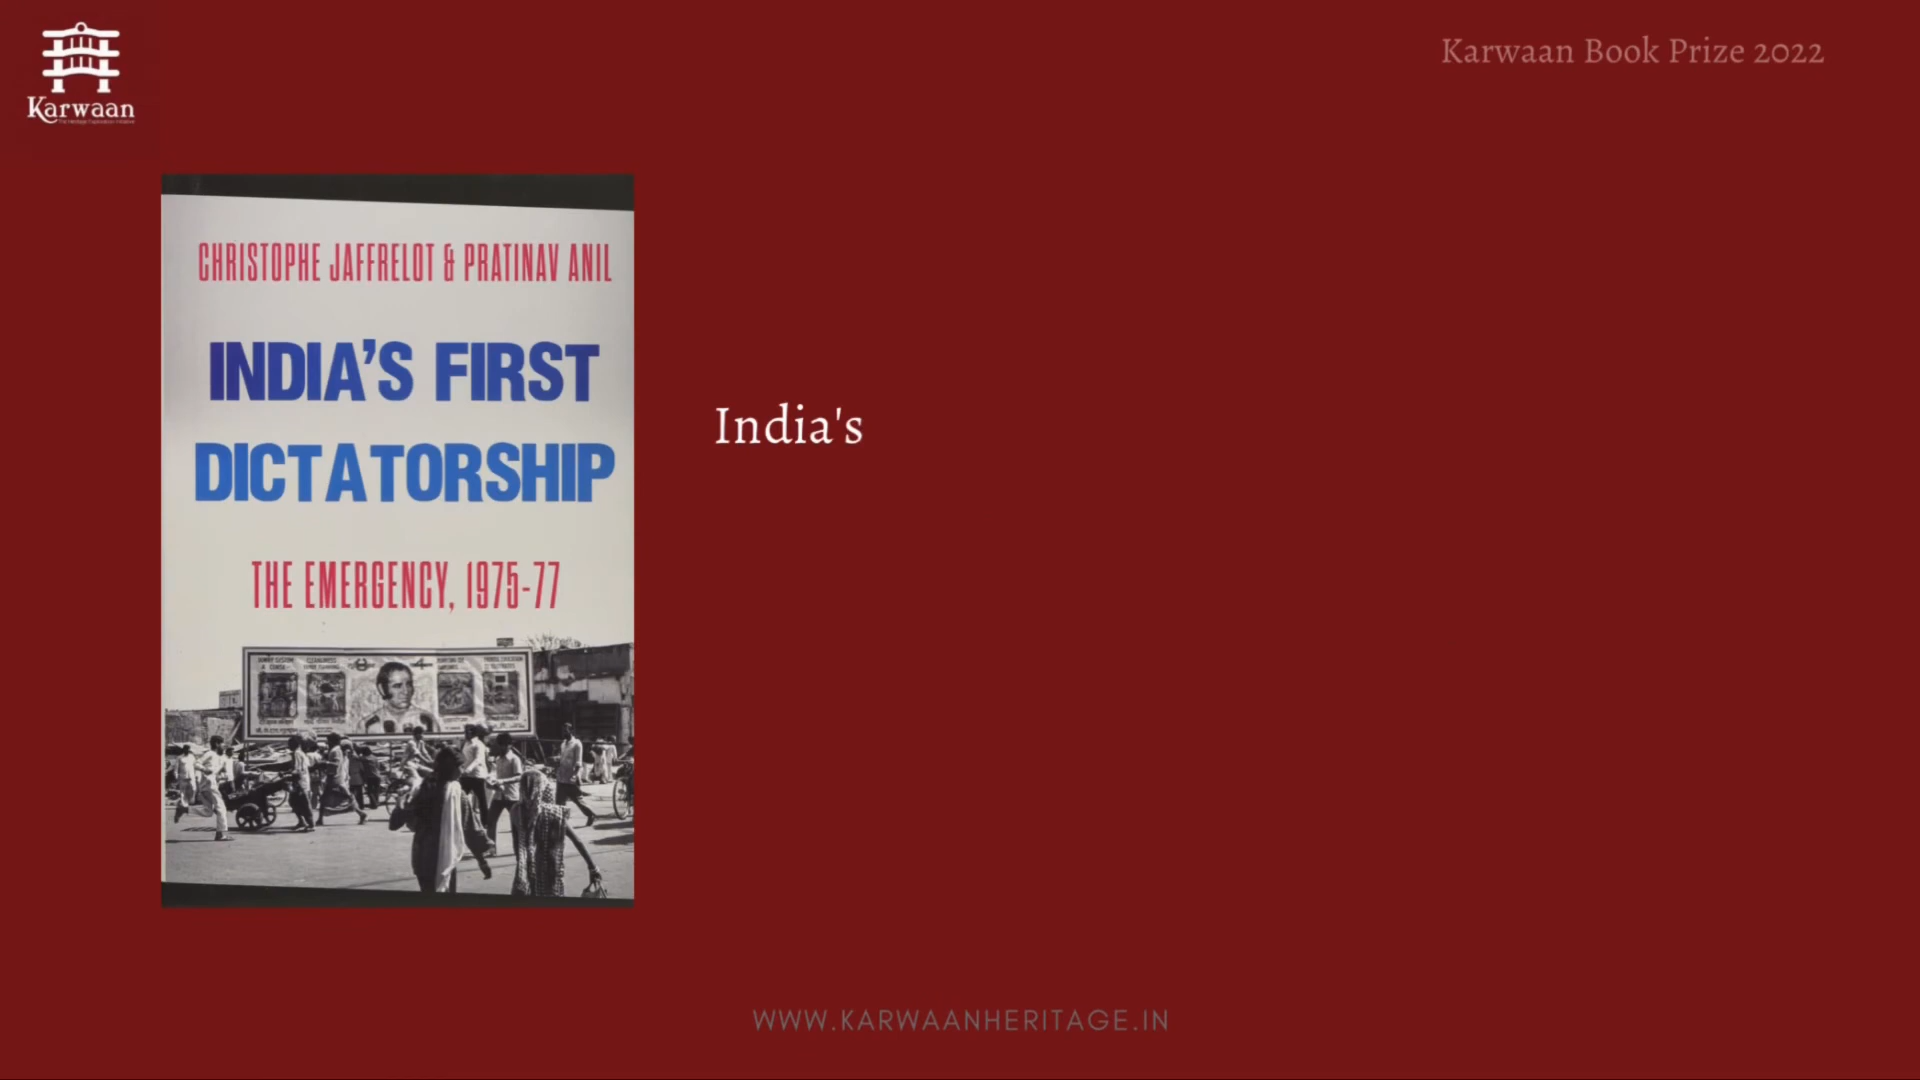 Karwaan
Karwaan Book Prize 2022
CHRISTOPHE JAFFRELOT & PRATINAV ANIL
INDIA'S FIRST
DICTATORSHIP
THE EMERGENCY, 1975-77
India's
WWW.KARWAANHERITAGE.IN